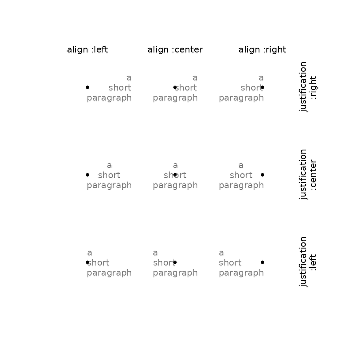 align :left align :center align :right
a a a
short short short
paragraph paragraph paragraph
justification
:right
a a a
short short short
paragraph paragraph paragraph
justification
:center
a a a
short short short
paragraph paragraph paragraph
justification
:left